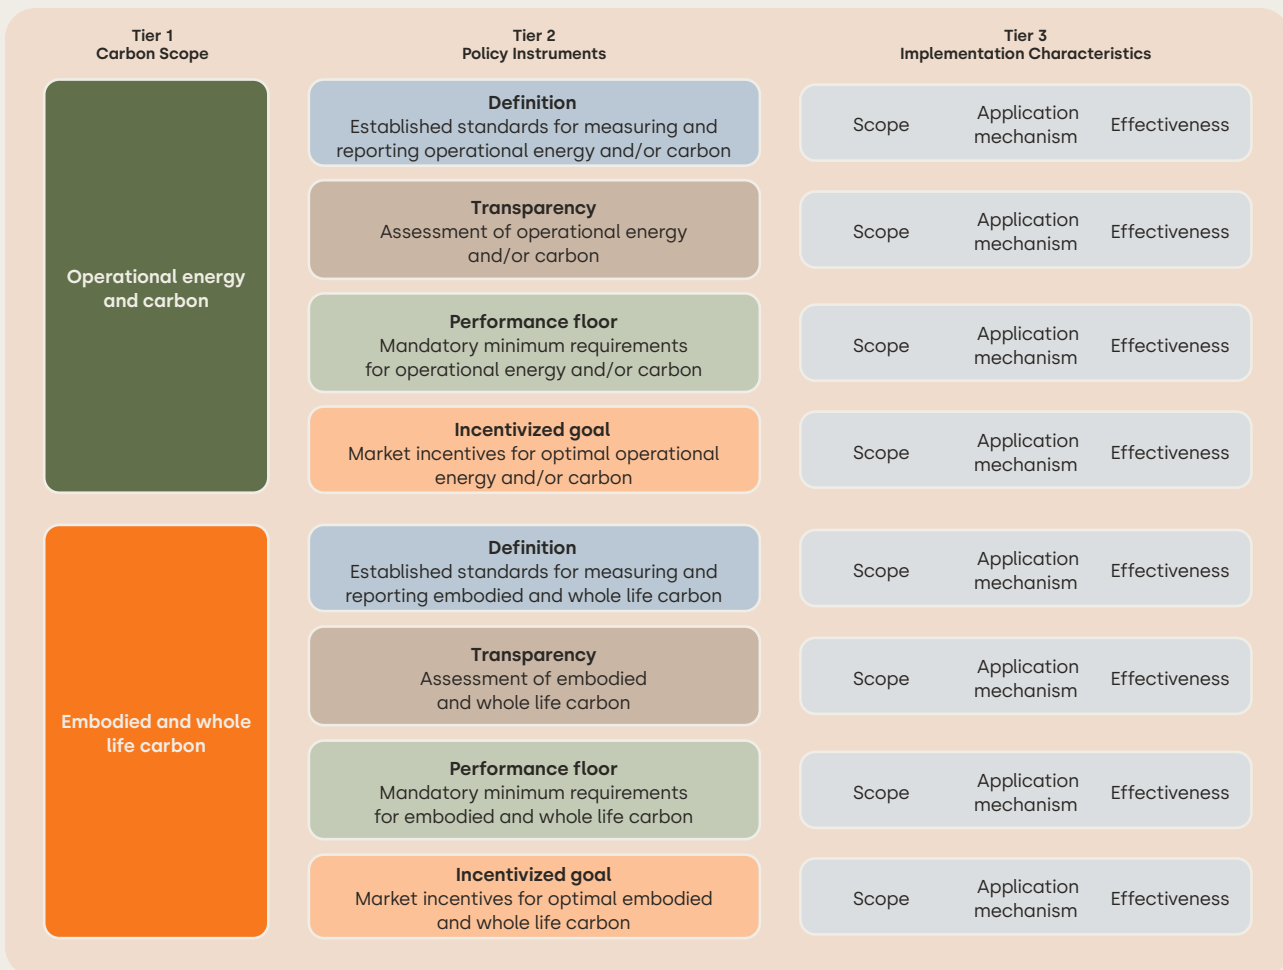 Tier 1
Carbon Scope
Tier 2
Policy Instruments
Tier 3
Implementation Characteristics
Operational energy
and carbon
Definition
Established standards for measuring and
reporting operational energy and/or carbon
Scope
Application
mechanism
Effectiveness
Transparency
Assessment of operational energy
and/or carbon
Scope
Application
mechanism
Effectiveness
Performance floor
Mandatory minimum requirements
for operational energy and/or carbon
Scope
Application
mechanism
Effectiveness
Incentivized goal
Market incentives for optimal operational
energy and/or carbon
Scope
Application
mechanism
Effectiveness
Embodied and whole
life carbon
Definition
Established standards for measuring and
reporting embodied and whole life carbon
Scope
Application
mechanism
Effectiveness
Transparency
Assessment of embodied
and whole life carbon
Scope
Application
mechanism
Effectiveness
Performance floor
Mandatory minimum requirements
for embodied and whole life carbon
Scope
Application
mechanism
Effectiveness
Incentivized goal
Market incentives for optimal embodied
and whole life carbon
Scope
Application
mechanism
Effectiveness